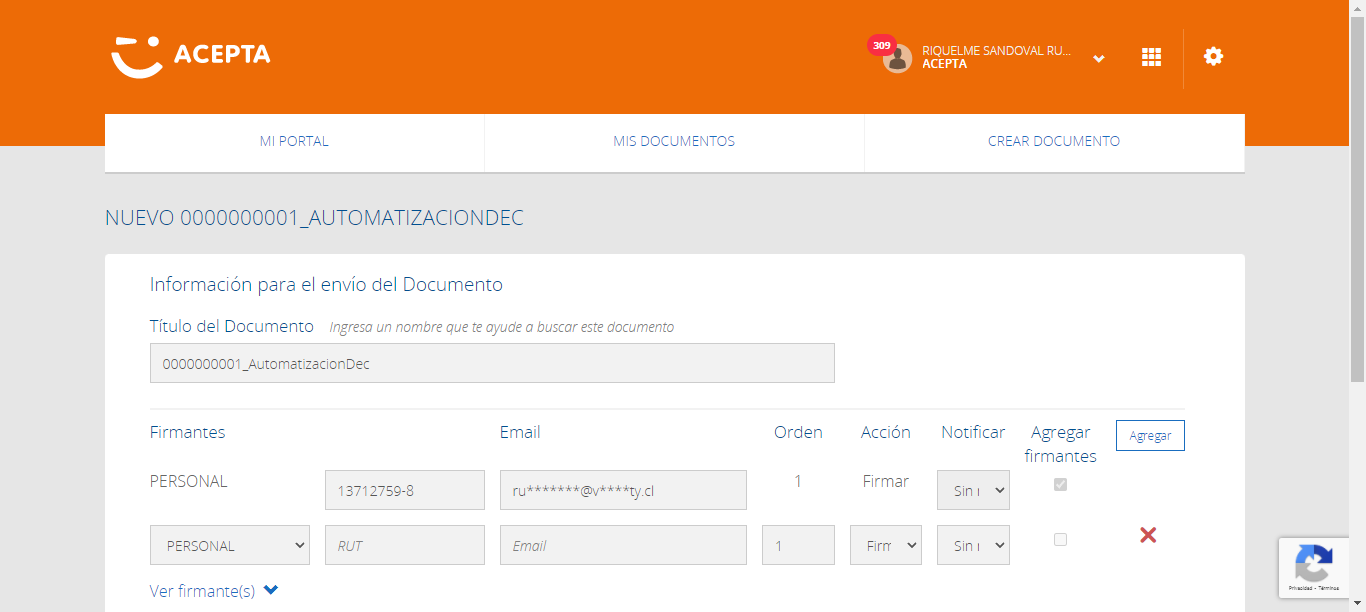 ACEPTA
309
RIQUELME SANDOVAL RU...
ACEPTA
MI PORTAL
MIS DOCUMENTOS
CREAR DOCUMENTO
NUEVO 0000000001_AUTOMATIZACIONDEC
Información para el envío del Documento
Título del Documento Ingresa un nombre que te ayude a buscar este documento
0000000001_AutomatizacionDec
Firmantes Email Orden Acción Notificar Agregar firmantes Agregar
PERSONAL 13712759-8 ru*******@v****ty.cl 1 Firmar Sin
PERSONAL RUT Email 1 Firm Sin
Ver firmante(s)
Privacidad - Términos